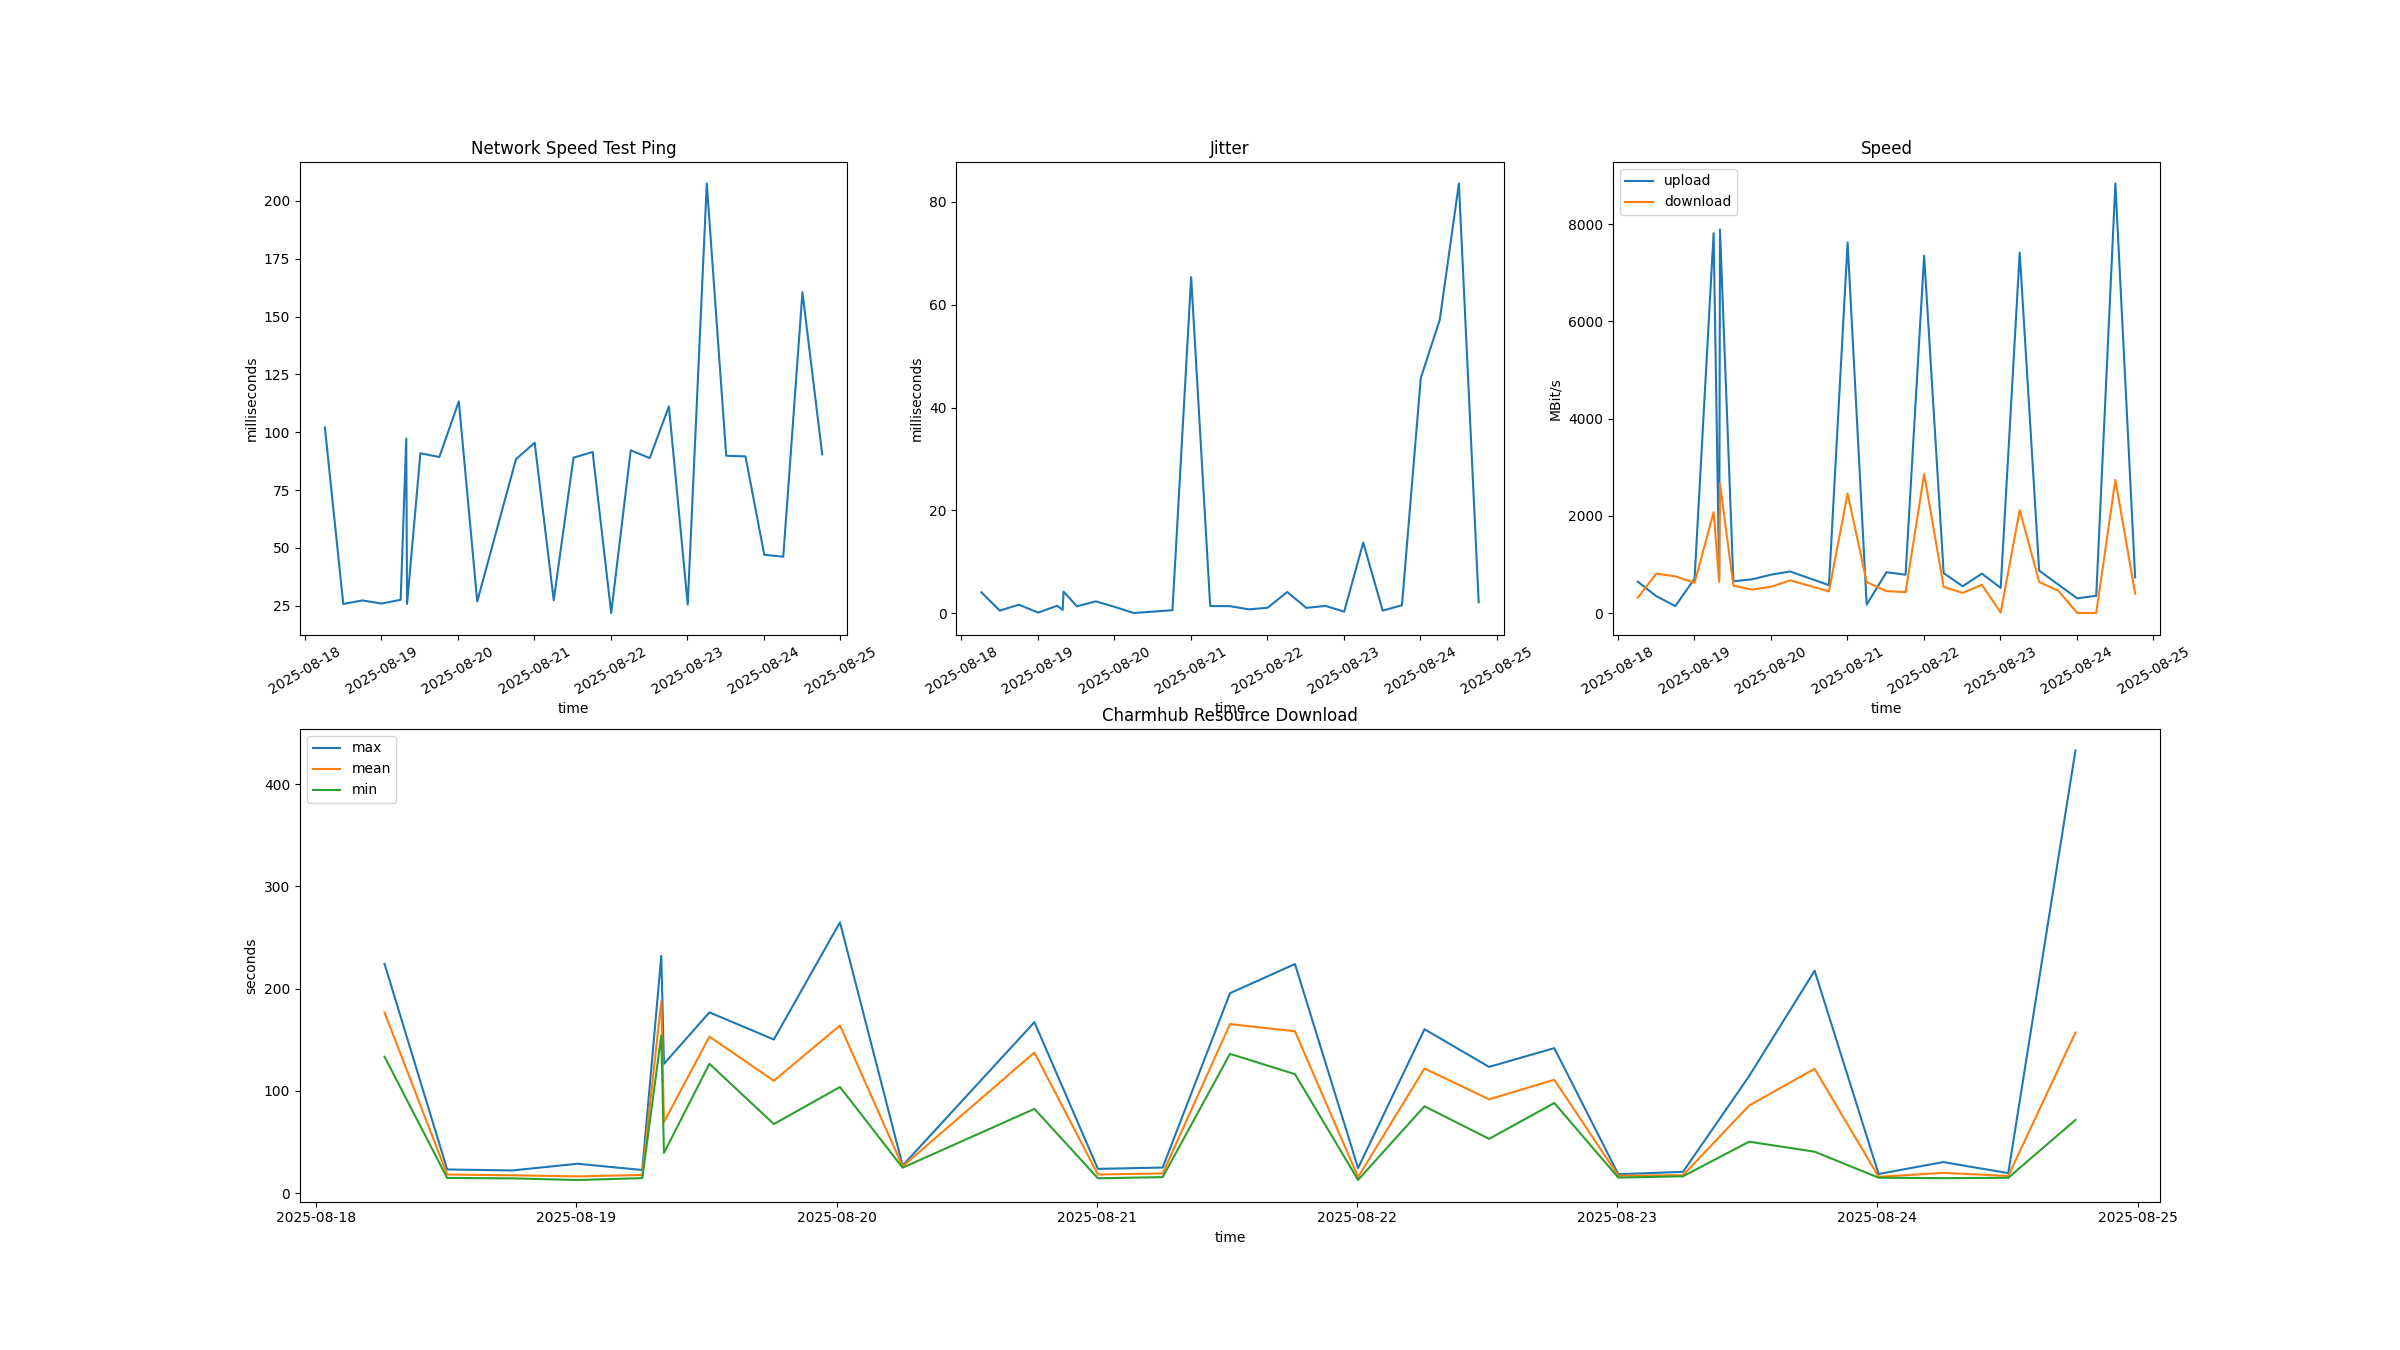 Network Speed Test Ping
milliseconds
200
175
150
125
100
75
50
25
2025-08-18 2025-08-19 2025-08-20 2025-08-21 2025-08-22 2025-08-23 2025-08-24 2025-08-25
time
Jitter
milliseconds
80
60
40
20
0
2025-08-18 2025-08-19 2025-08-20 2025-08-21 2025-08-22 2025-08-23 2025-08-24 2025-08-25
time
Speed
upload
download
MBit/s
8000
6000
4000
2000
0
2025-08-18 2025-08-19 2025-08-20 2025-08-21 2025-08-22 2025-08-23 2025-08-24 2025-08-25
time
Charmhub Resource Download
max
mean
min
seconds
400
300
200
100
0
2025-08-18 2025-08-19 2025-08-20 2025-08-21 2025-08-22 2025-08-23 2025-08-24 2025-08-25
time